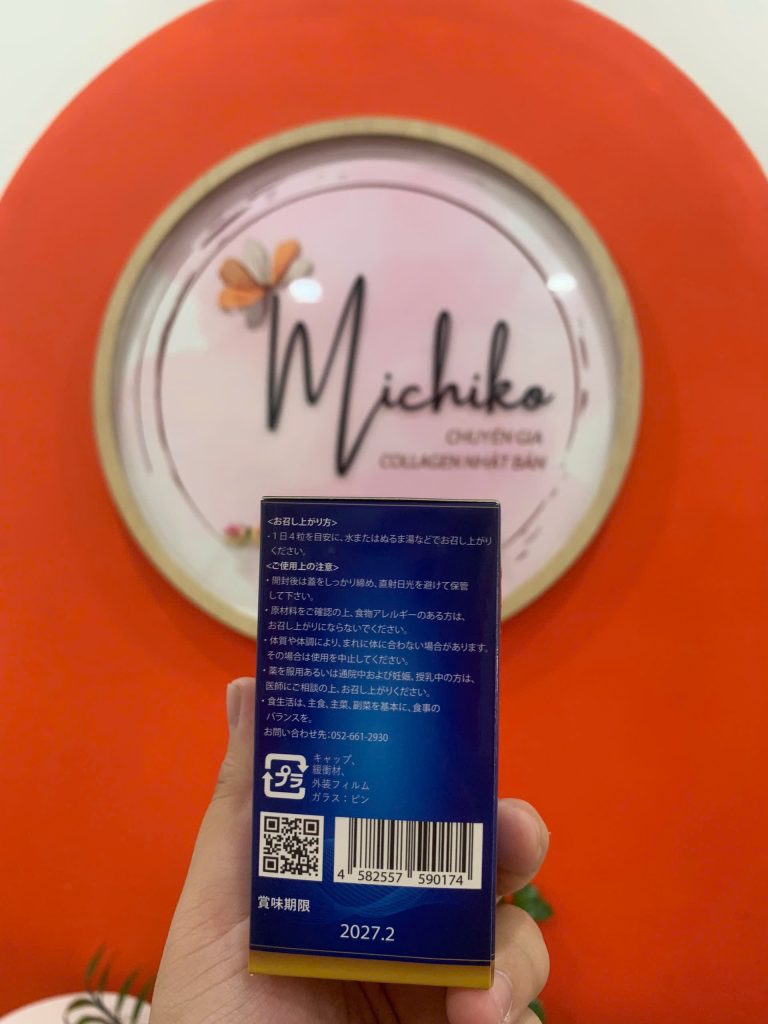 Michiko
CHUYÊN GIA
COLLAGEN NHẬT BẢN
<お召し上がり方>
・1日4粒を目安に、水またはぬるま湯などでお召し上がり
ください。
<ご使用上の注意>
・開封後は蓋をしっかり締め、直射日光を避けて保管
して下さい。
・原材料をご確認の上、食物アレルギーのある方は、
お召し上がりにならないでください。
・体質や体調により、まれに体に合わない場合があります。
その場合は使用を中止してください。
・薬を服用あるいは通院中および妊娠、授乳中の方は、
医師にご相談の上、お召し上がりください。
・食生活は、主食、主菜、副菜を基本に、食事の
バランスを。
お問い合わせ先:052-661-2930
プラ
キャップ、
緩衝材、
外装フィルム
ガラス：ビン
4 582557 590174
賞味期限
2027.2